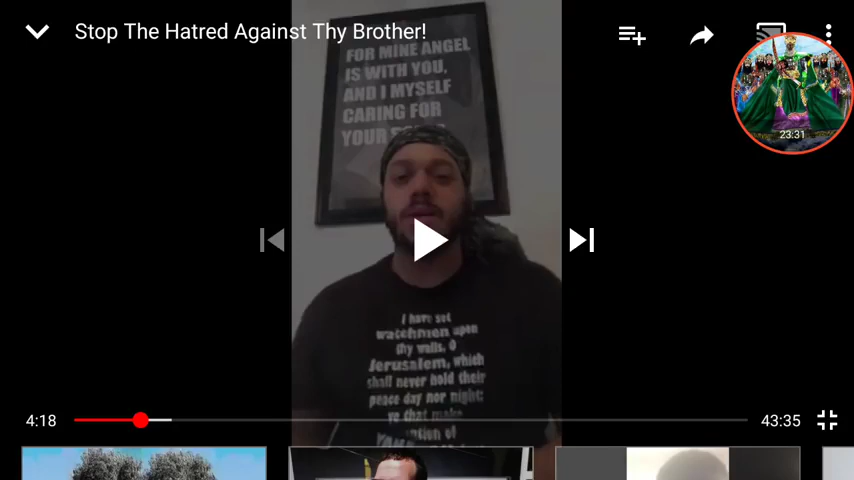 Stop The Hatred Against Thy Brother!
FOR MINE ANGEL
IS WITH YOU,
AND I MYSELF
CARING FOR
YOUR
23:31
I have set
watchmen upon
thy walls, O
Jerusalem, which
shall never hold their
peace day nor night:
ye that make
of
4:18
43:35